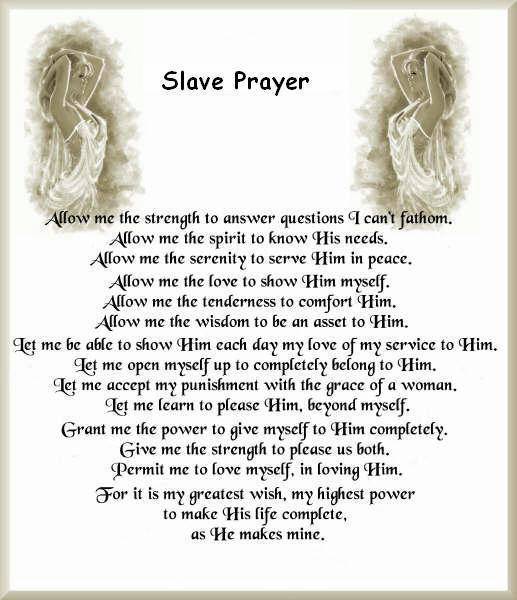 Slave Prayer
Allow me the strength to answer questions I can't fathom.
Allow me the spirit to know His needs.
Allow me the serenity to serve Him in peace.
Allow me the love to show Him myself.
Allow me the tenderness to comfort Him.
Allow me the wisdom to be an asset to Him.
Let me be able to show Him each day my love of my service to Him.
Let me open myself up to completely belong to Him.
Let me accept my punishment with the grace of a woman.
Let me learn to please Him, beyond myself.
Grant me the power to give myself to Him completely.
Give me the strength to please us both.
Permit me to love myself, in loving Him.
For it is my greatest wish, my highest power
to make His life complete,
as He makes mine.